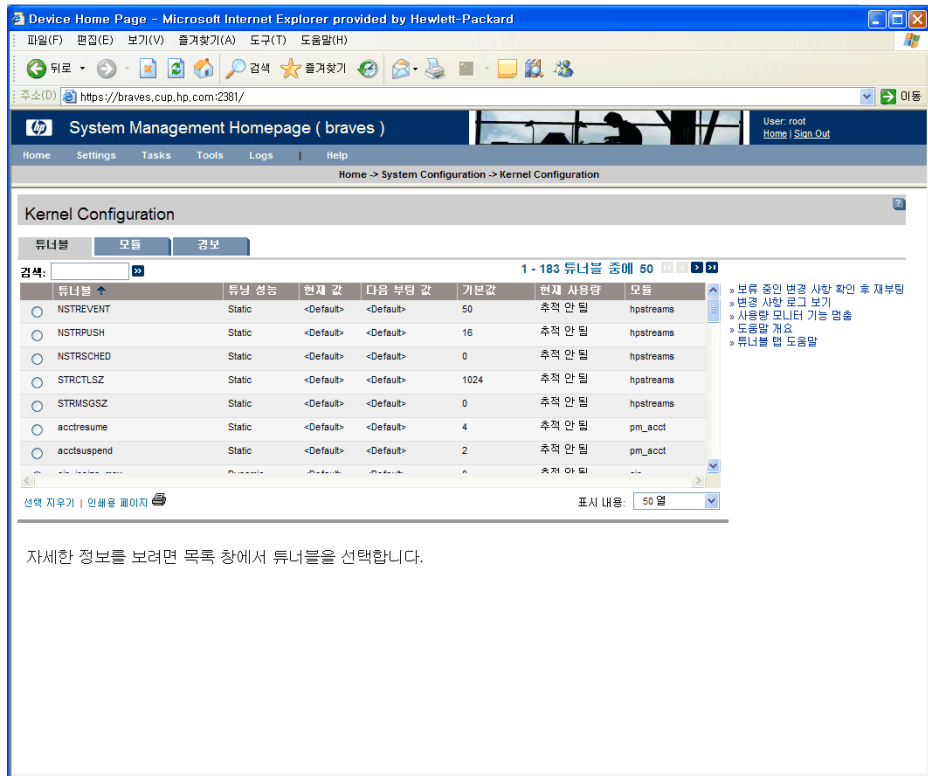 Device Home Page - Microsoft Internet Explorer provided by Hewlett-Packard
파일(F) 편집(E) 보기(V) 즐겨찾기(A) 도구(T) 도움말(H)
뒤로 검색 즐겨찾기
주소(D) https://braves.cup.hp.com:2381/ 이동
hp System Management Homepage ( braves ) User: root
Home | Sign Out
Home Settings Tasks Tools Logs | Help
Home -> System Configuration -> Kernel Configuration
Kernel Configuration ?
튜너블 모듈 경보
검색: 1 - 183 튜너블 중에 50
튜너블 튜닝 성능 현재 값 다음 부팅 값 기본값 현재 사용량 모듈
NSTREVENT Static <Default> <Default> 50 추적 안 됨 hpstreams
NSTRPUSH Static <Default> <Default> 16 추적 안 됨 hpstreams
NSTRSCHED Static <Default> <Default> 0 추적 안 됨 hpstreams
STRCTLSZ Static <Default> <Default> 1024 추적 안 됨 hpstreams
STRMSGSZ Static <Default> <Default> 0 추적 안 됨 hpstreams
acctresume Static <Default> <Default> 4 추적 안 됨 pm_acct
acctsuspend Static <Default> <Default> 2 추적 안 됨 pm_acct
» 보류 중인 변경 사항 확인 후 재부팅
» 변경 사항 로그 보기
» 사용량 모니터 기능 멈춤
» 도움말 개요
» 튜너블 탭 도움말
선택 지우기 | 인쇄용 페이지 표시 내용: 50 열
자세한 정보를 보려면 목록 창에서 튜너블을 선택합니다.